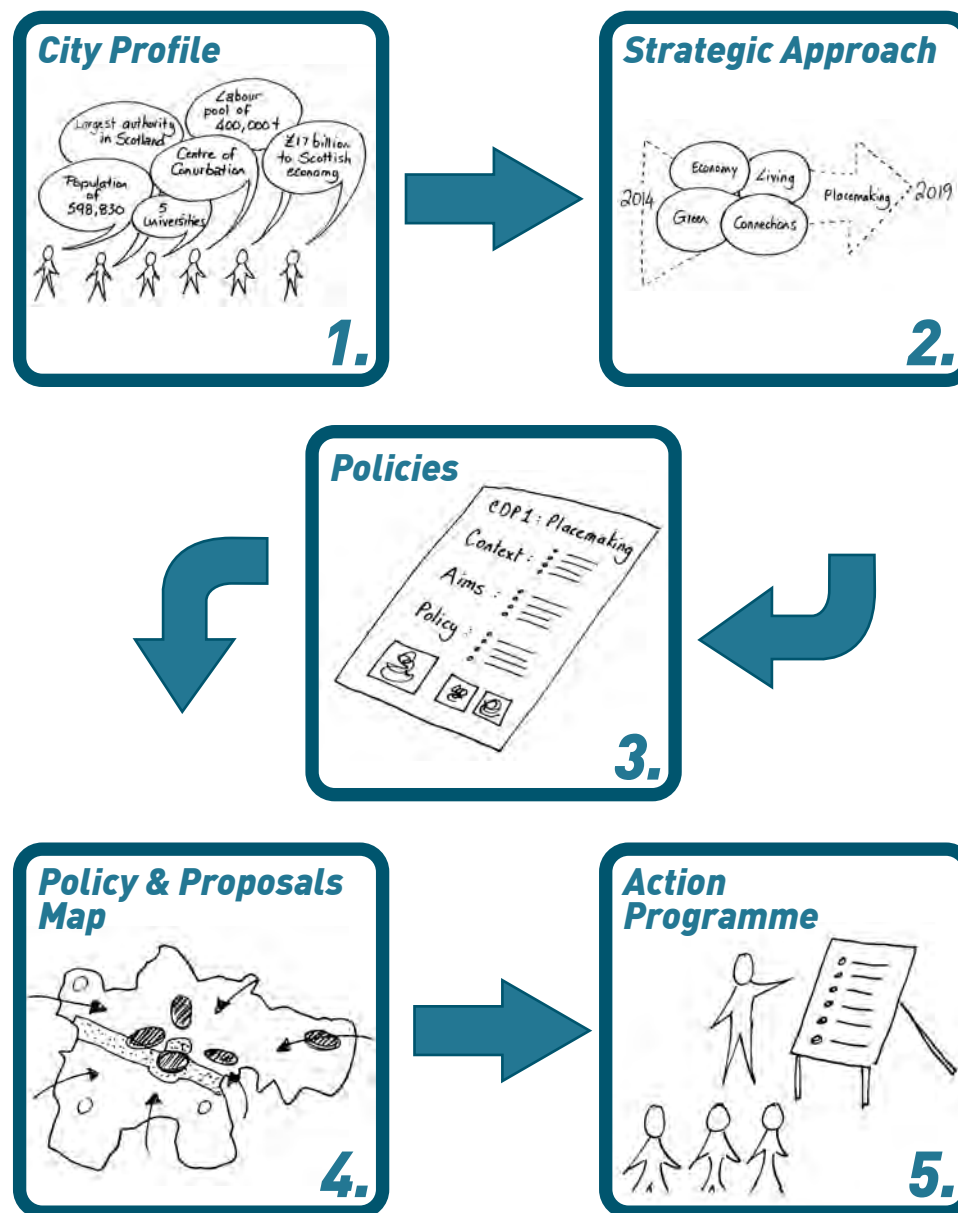 City Profile
Largest authority
in Scotland
Labour
pool of
400,000+
Centre of
Conurbation
£17 billion
to Scottish
economy
Population
of
598,830
5
universities
1.
Strategic Approach
2014
Economy
Living
Green
Connections
Placemaking
2019
2.
Policies
CDP1: Placemaking
Context:
Aims:
Policy:
3.
Policy & Proposals
Map
4.
Action
Programme
5.